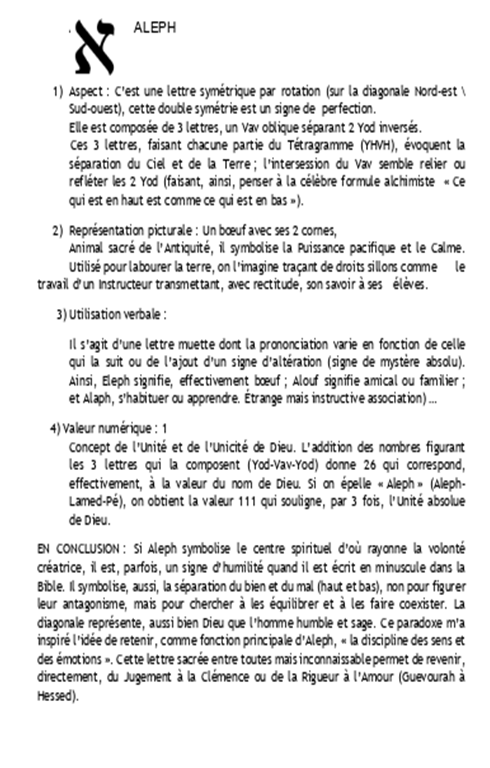 א ALEPH
1) Aspect : C'est une lettre symétrique par rotation (sur la diagonale Nord-est \
Sud-ouest), cette double symétrie est un signe de perfection.
Elle est composée de 3 lettres, un Vav oblique séparant 2 Yod inversés.
Ces 3 lettres, faisant chacune partie du Tétragramme (YHVH), évoquent la
séparation du Ciel et de la Terre ; l'intersession du Vav semble relier ou
refléter les 2 Yod (faisant, ainsi, penser à la célèbre formule alchimiste « Ce
qui est en haut est comme ce qui est en bas »).
2) Représentation picturale : Un bœuf avec ses 2 cornes,
Animal sacré de l'Antiquité, il symbolise la Puissance pacifique et le Calme.
Utilisé pour labourer la terre, on l'imagine traçant de droits sillons comme le
travail d'un Instructeur transmettant, avec rectitude, son savoir à ses élèves.
3) Utilisation verbale :
Il s'agit d'une lettre muette dont la prononciation varie en fonction de celle
qui la suit ou de l'ajout d'un signe d'altération (signe de mystère absolu).
Ainsi, Eleph signifie, effectivement bœuf ; Alouf signifie amical ou familier ;
et Alaph, s'habituer ou apprendre. Étrange mais instructive association) ...
4) Valeur numérique : 1
Concept de l'Unité et de l'Unicité de Dieu. L'addition des nombres figurant
les 3 lettres qui la composent (Yod-Vav-Yod) donne 26 qui correspond,
effectivement, à la valeur du nom de Dieu. Si on épelle « Aleph » (Aleph-
Lamed-Pé), on obtient la valeur 111 qui souligne, par 3 fois, l'Unité absolue
de Dieu.
EN CONCLUSION : Si Aleph symbolise le centre spirituel d'où rayonne la volonté
créatrice, il est, parfois, un signe d'humilité quand il est écrit en minuscule dans la
Bible. Il symbolise, aussi, la séparation du bien et du mal (haut et bas), non pour figurer
leur antagonisme, mais pour chercher à les équilibrer et à les faire coexister. La
diagonale représente, aussi bien Dieu que l'homme humble et sage. Ce paradoxe m'a
inspiré l'idée de retenir, comme fonction principale d'Aleph, « la discipline des sens et
des émotions ». Cette lettre sacrée entre toutes mais inconnaissable permet de revenir,
directement, du Jugement à la Clémence ou de la Rigueur à l'Amour (Guevourah à
Hessed).